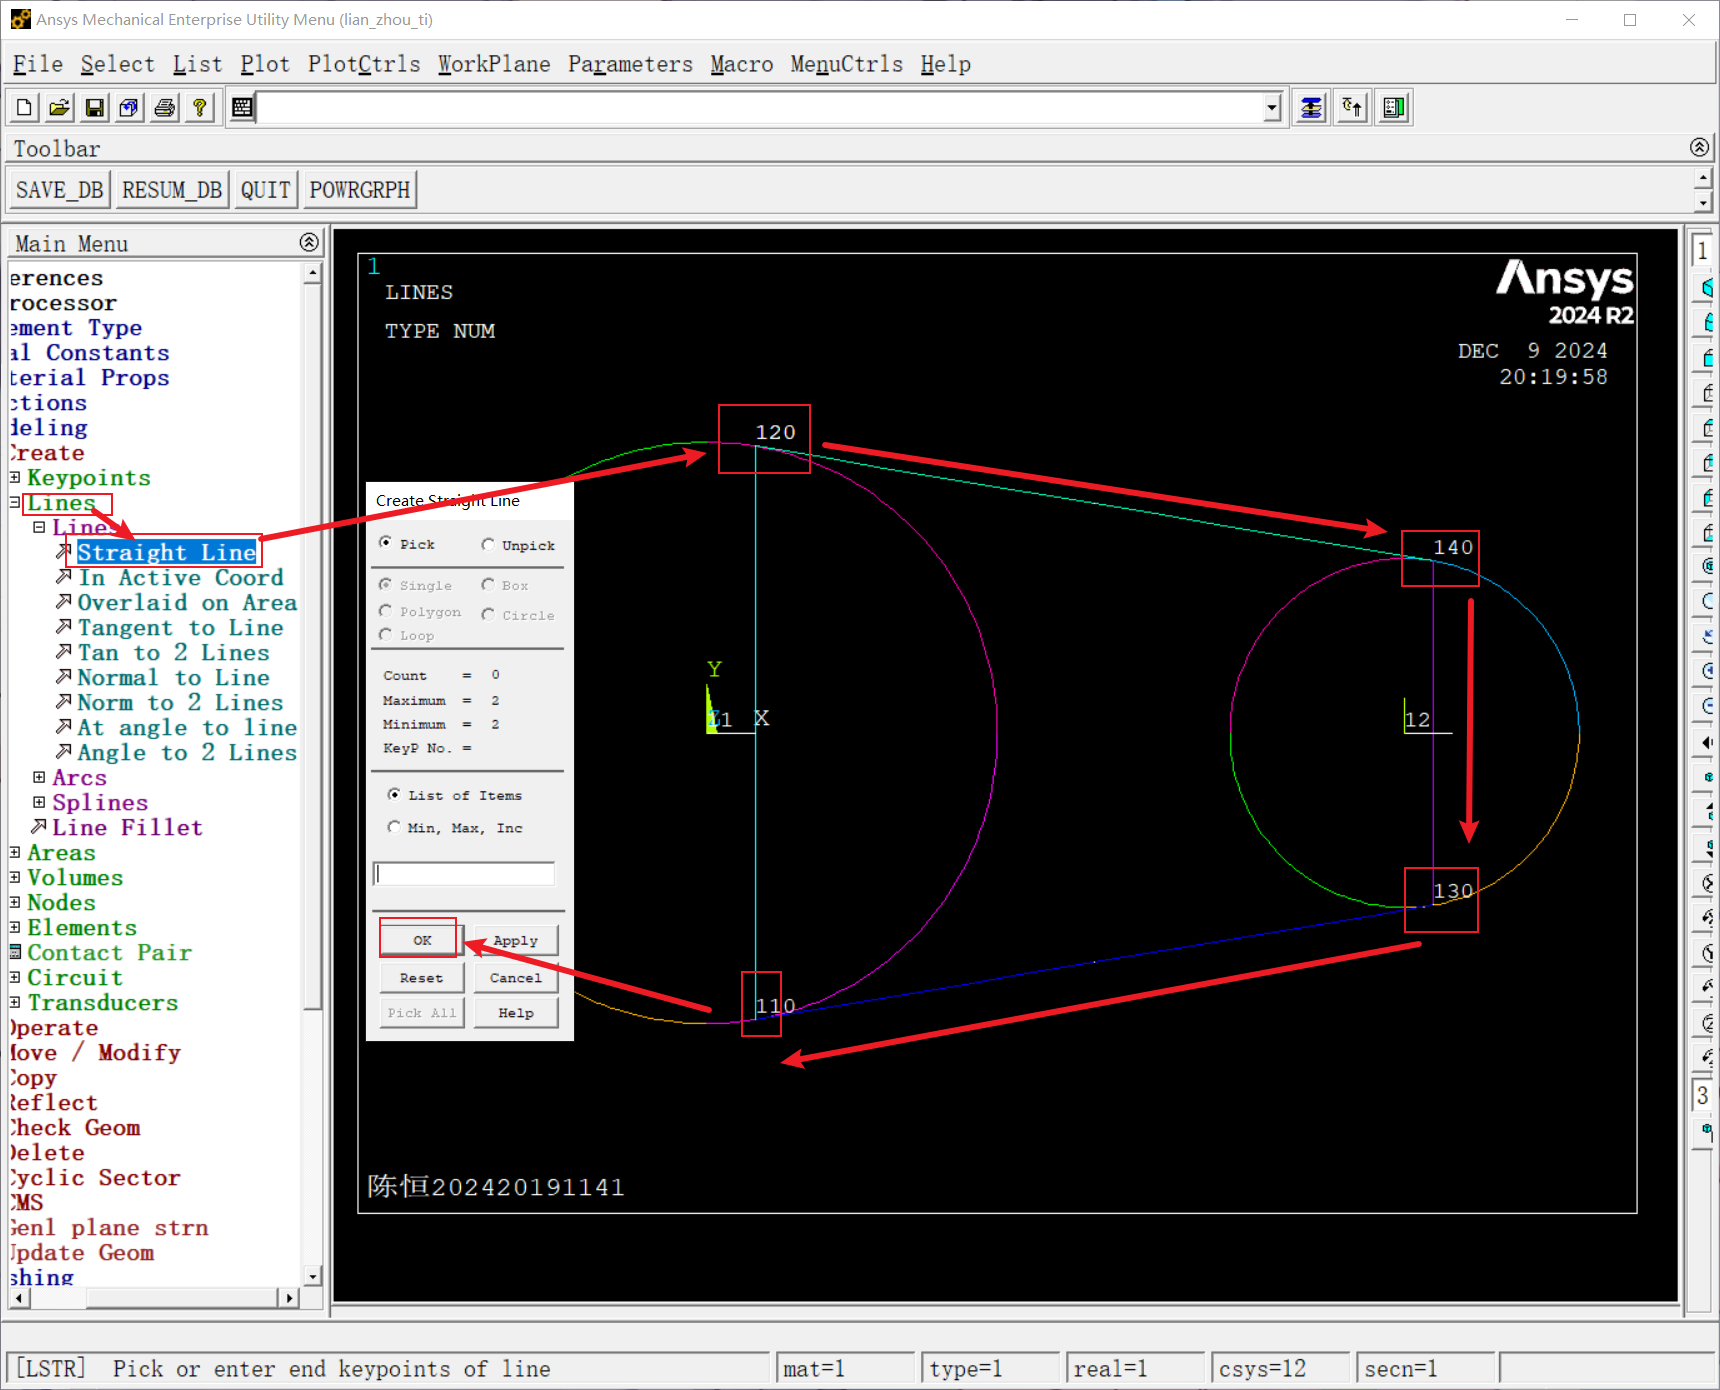 Ansys Mechanical Enterprise Utility Menu (lian_zhou_ti)
File Select List Plot PlotCtrls WorkPlane Parameters Macro MenuCtrls Help
Toolbar
SAVE_DB RESUM_DB QUIT POWRGRPH
Main Menu
erences
rocessor
ement Type
al Constants
terial Props
ctions
deling
Create
Keypoints
Lines
Lines
Straight Line
In Active Coord
Overlaid on Area
Tangent to Line
Tan to 2 Lines
Normal to Line
Norm to 2 Lines
At angle to line
Angle to 2 Lines
Arcs
Splines
Line Fillet
Areas
Volumes
Nodes
Elements
Contact Pair
Circuit
Transducers
Operate
Move / Modify
Copy
Reflect
Check Geom
Delete
Cyclic Sector
CMS
Genl plane strn
Update Geom
shing
1
LINES
TYPE NUM
Ansys
2024 R2
DEC 9 2024
20:19:58
120
140
Y
X
11
12
130
110
陈恒202420191141
Create Straight Line
Pick Unpick
Single Box
Polygon Circle
Loop
Count = 0
Maximum = 2
Minimum = 2
KeyP No. =
List of Items
Min, Max, Inc
OK Apply
Reset Cancel
Pick All Help
1
3
[LSTR] Pick or enter end keypoints of line
mat=1 type=1 real=1 csys=12 secn=1